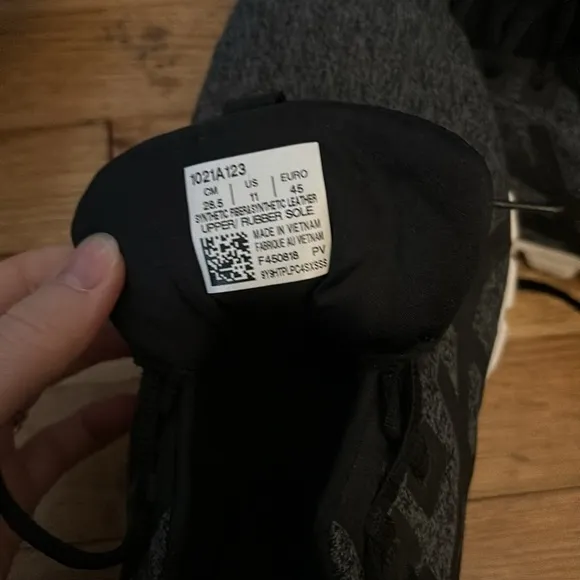 1021A123
CM | US | EURO
28.5 | 11 | 45
SYNTHETIC FIBER&SYNTHETIC LEATHER
UPPER/ RUBBER SOLE
MADE IN VIETNAM
FABRIQUE AU VIETNAM
F450818 PV
9Y9HTPLPC4SXSSS